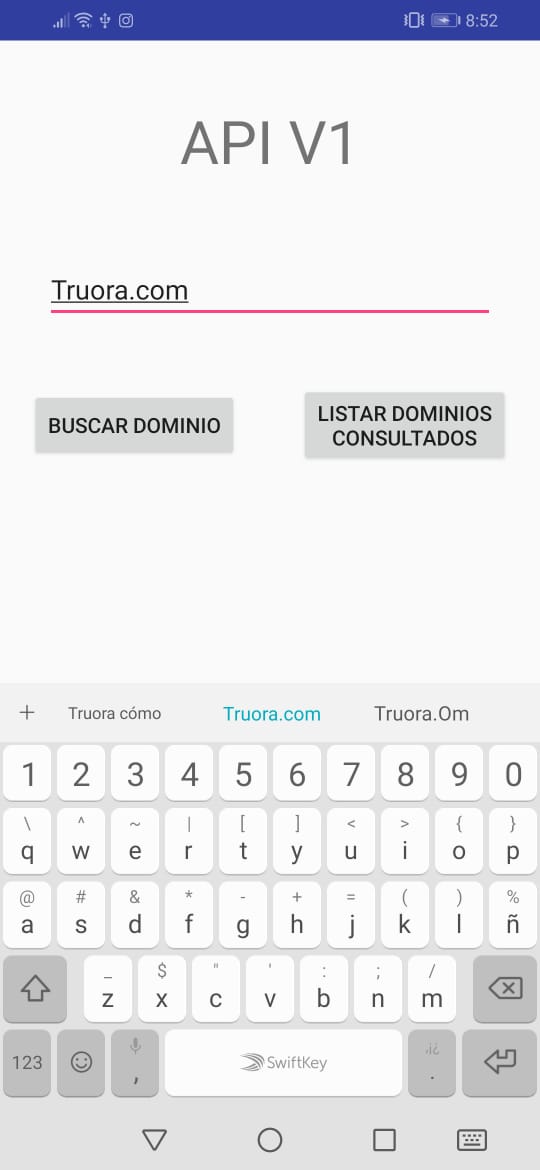 8:52
API V1
Truora.com
BUSCAR DOMINIO
LISTAR DOMINIOS
CONSULTADOS
+ Truora cómo Truora.com Truora.Om
1 2 3 4 5 6 7 8 9 0
\ ^ ~ | [ ] < > { }
q w e r t y u i o p
@ # & * - + = ( ) %
a s d f g h j k l ñ
_ $ " ' : ; /
z x c v b n m
123 , SwiftKey ,!¿ .